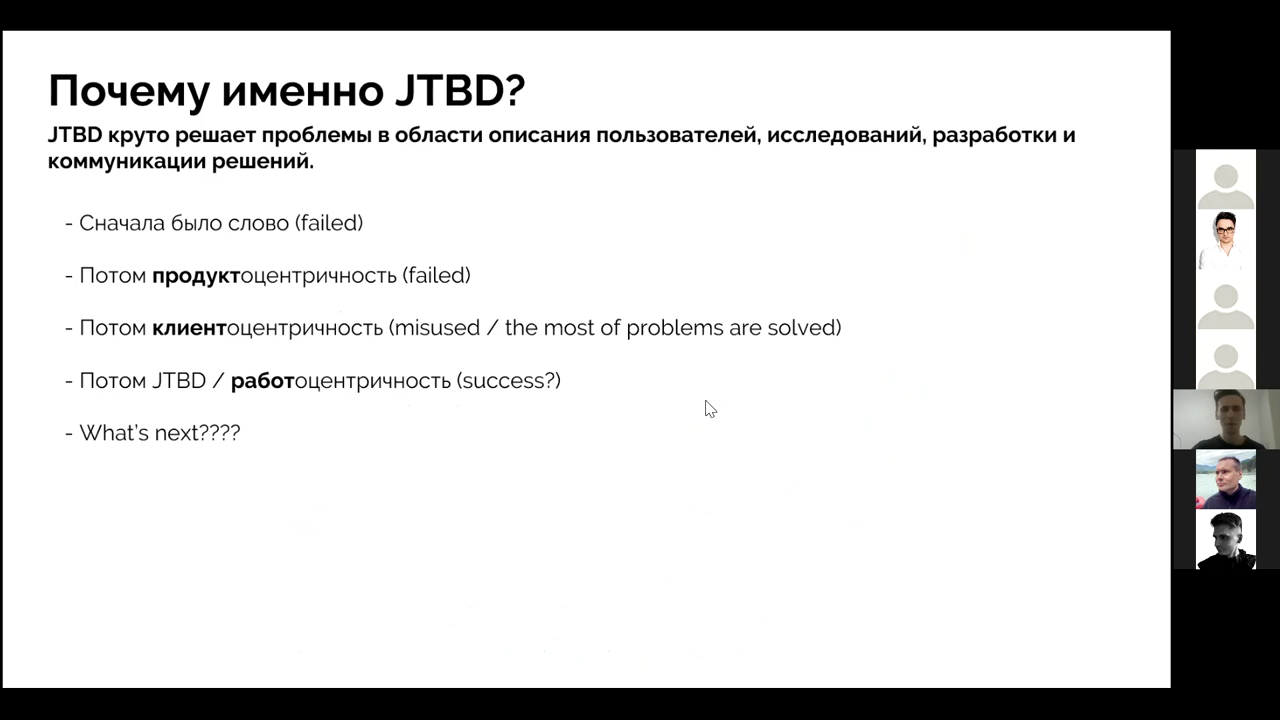 Почему именно JTBD?
JTBD круто решает проблемы в области описания пользователей, исследований, разработки и
коммуникации решений.
- Сначала было слово (failed)
- Потом продуктоцентричность (failed)
- Потом клиентоцентричность (misused / the most of problems are solved)
- Потом JTBD / работоцентричность (success?)
- What's next????